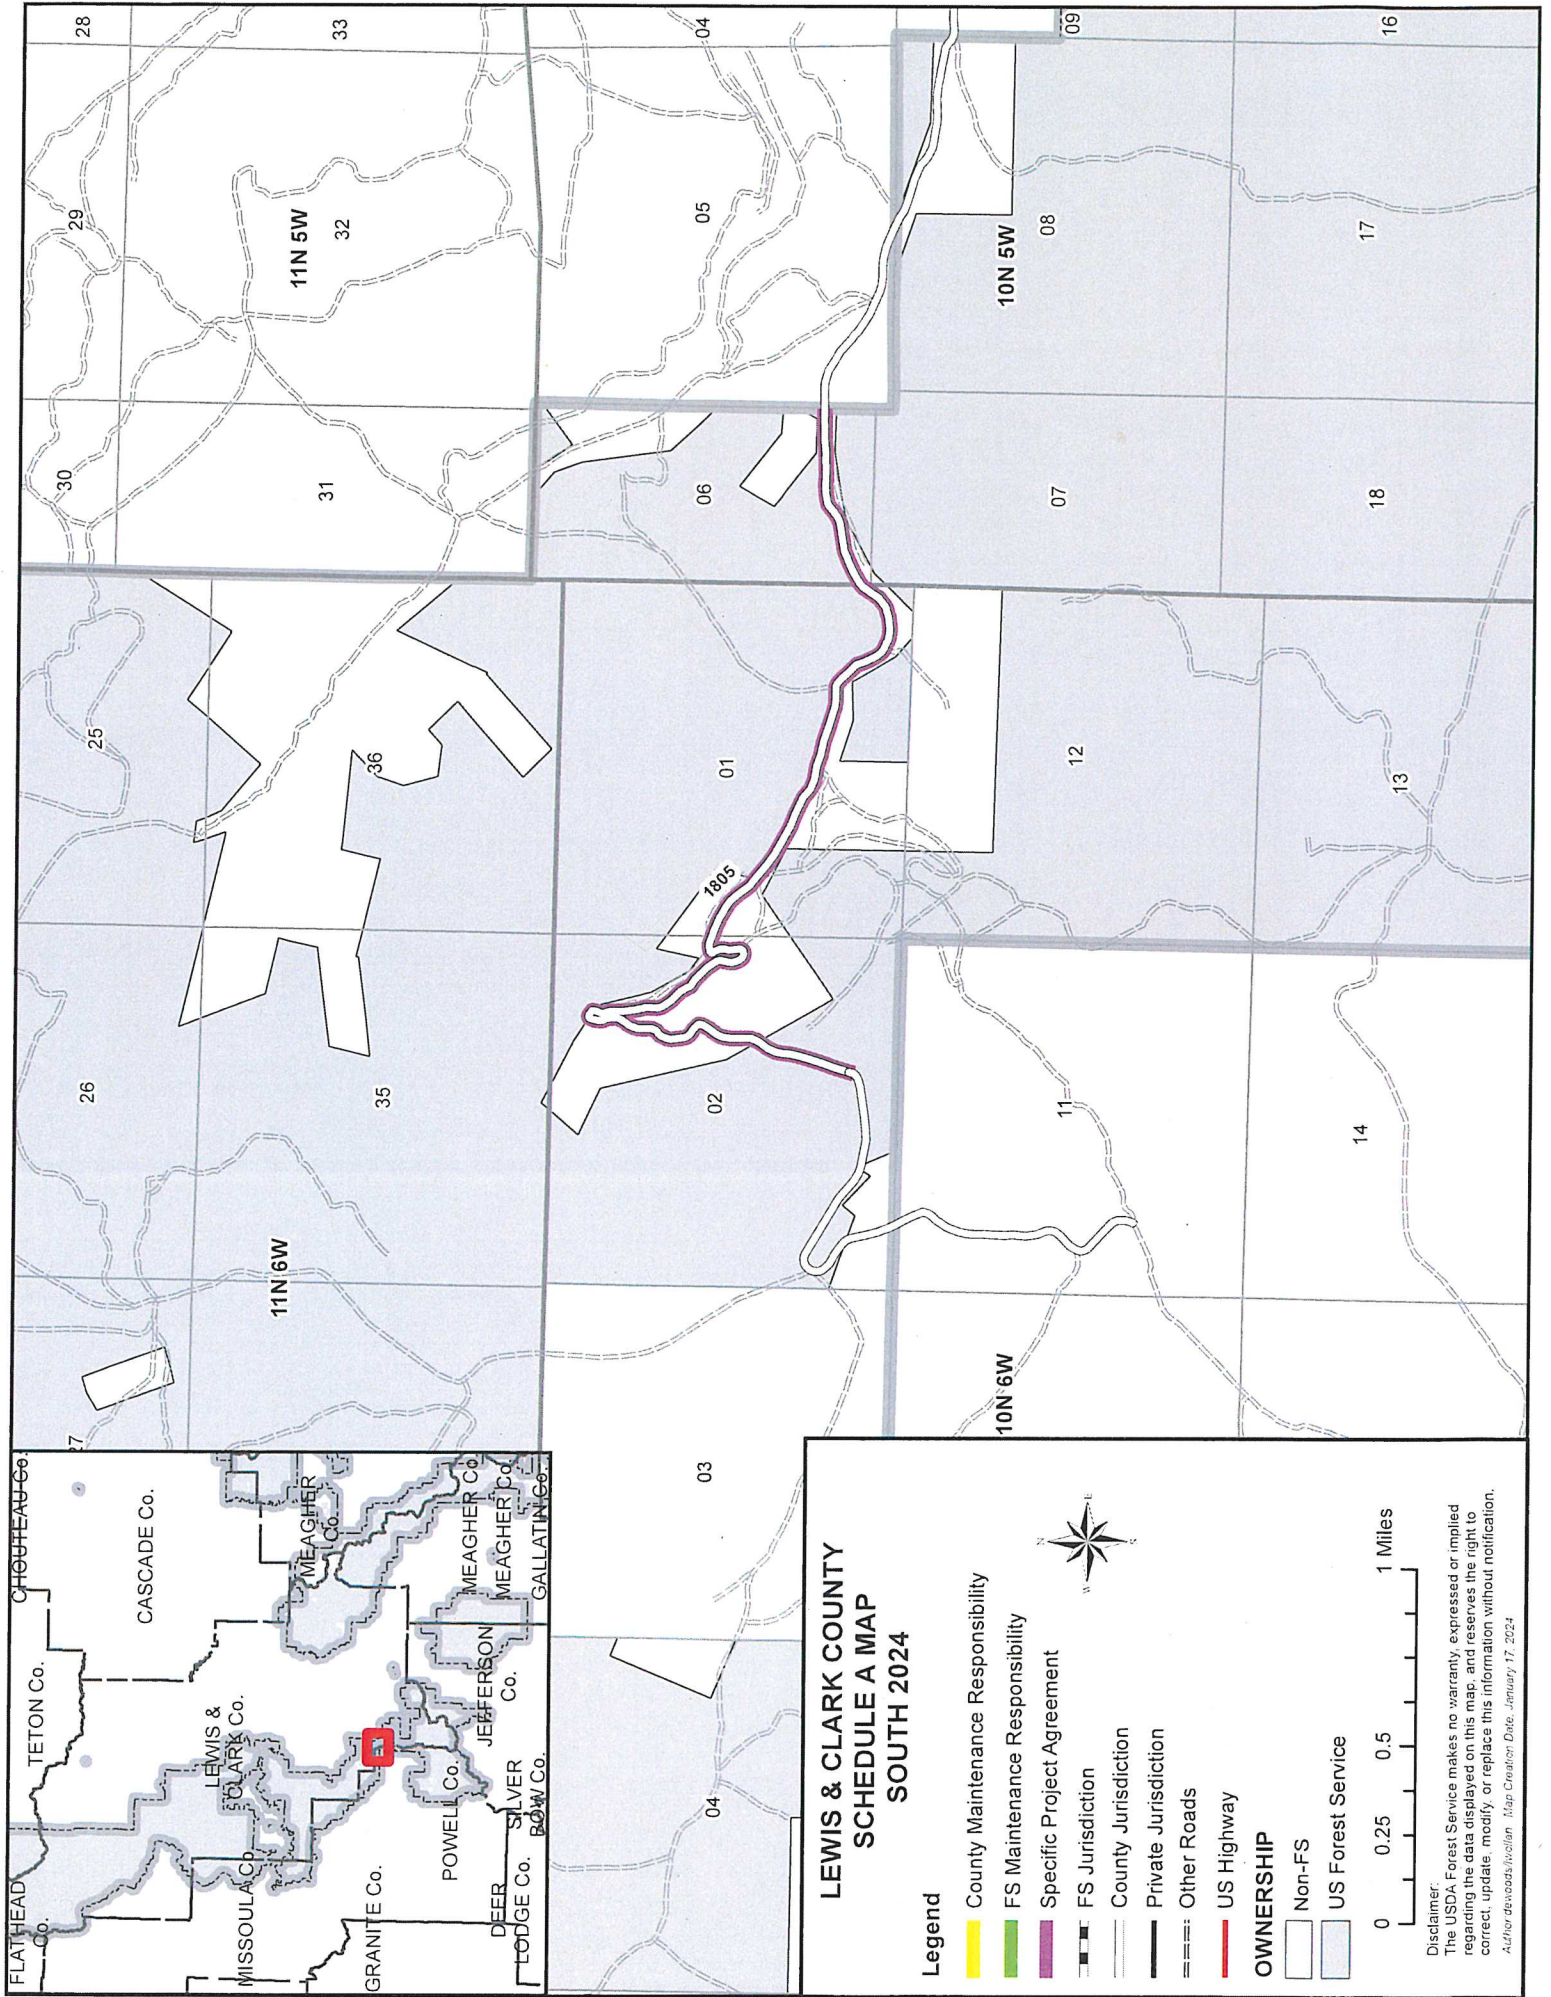 FLATHEAD
Co.
TETON Co.
CHOUTEAU Co.
CASCADE Co.
LEWIS &
CLARK Co.
MISSOULA Co.
MEAGHER
Co.
GRANITE Co.
POWELL Co.
JEFFERSON
Co.
MEAGHER Co.
MEAGHER Co.
DEER
LODGE Co.
SILVER
BOW Co.
GALLATIN Co.
27
26
25
30
29
28
11N 6W
35
36
31
32
33
11N 5W
04
03
02
01
06
05
04
1805
10N 6W
11
12
07
08
09
10N 5W
14
13
18
17
16
LEWIS & CLARK COUNTY
SCHEDULE A MAP
SOUTH 2024
N
E
S
W
Legend
County Maintenance Responsibility
FS Maintenance Responsibility
Specific Project Agreement
FS Jurisdiction
County Jurisdiction
Private Jurisdiction
Other Roads
US Highway
OWNERSHIP
Non-FS
US Forest Service
0 0.25 0.5 1 Miles
Disclaimer:
The USDA Forest Service makes no warranty, expressed or implied
regarding the data displayed on this map, and reserves the right to
correct, update, modify, or replace this information without notification.
Map Creation Date: January 17, 2024